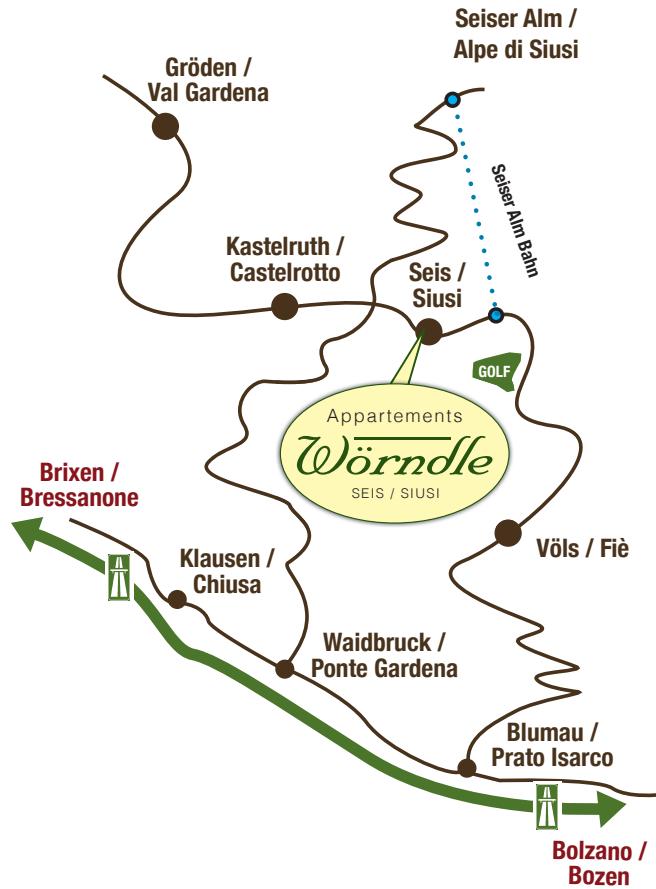 Seiser Alm /
Alpe di Siusi
Gröden /
Val Gardena
Seiser Alm Bahn
Kastelruth /
Castelrotto
Seis /
Siusi
GOLF
Appartements
Wörndle
SEIS / SIUSI
Brixen /
Bressanone
Völs / Fiè
Klausen /
Chiusa
Waidbruck /
Ponte Gardena
Blumau /
Prato Isarco
Bolzano /
Bozen